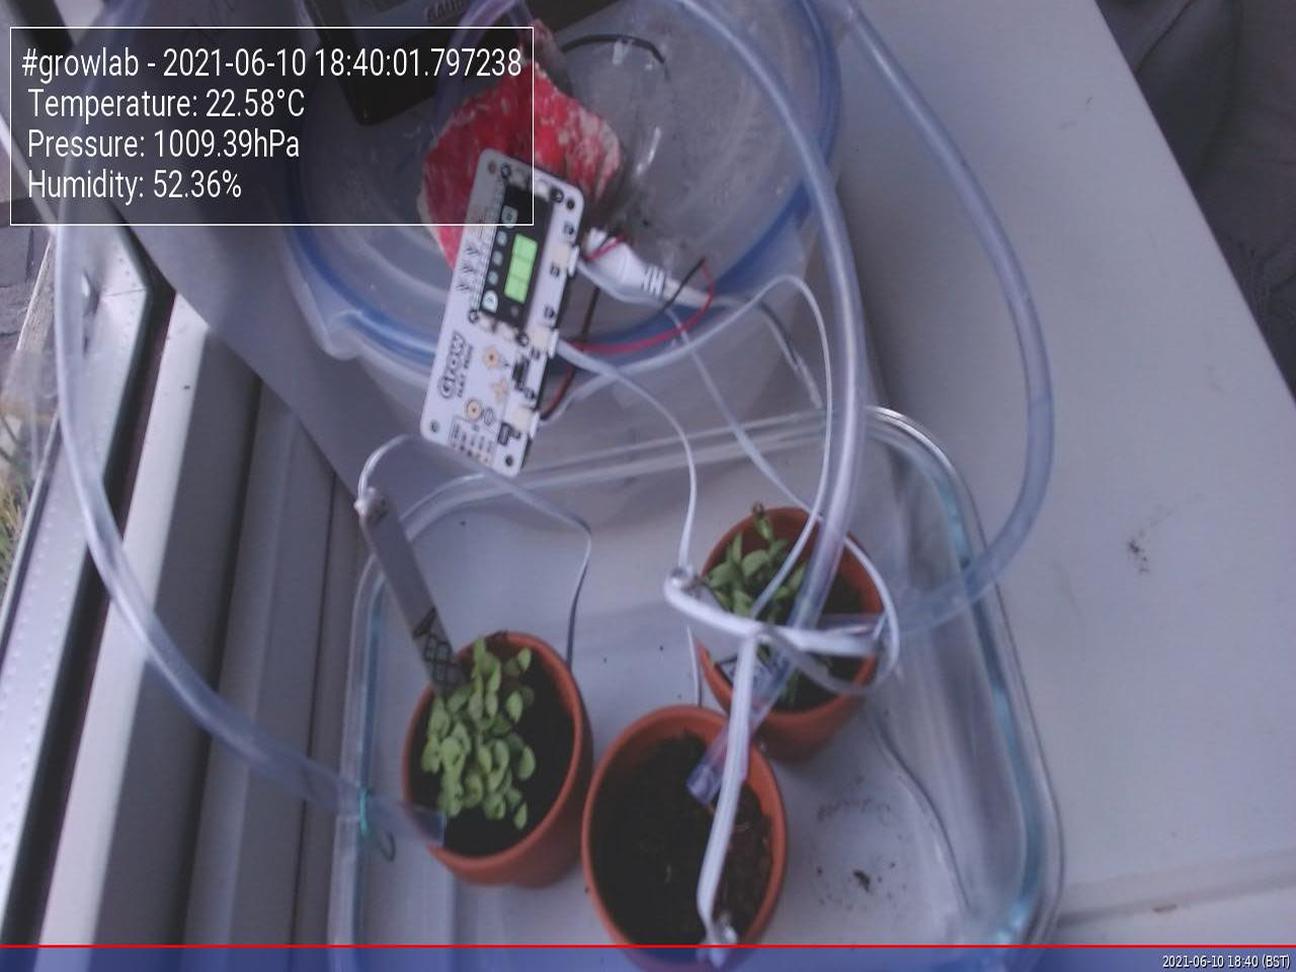 #growlab - 2021-06-10 18:40:01.797238
Temperature: 22.58°C
Pressure: 1009.39hPa
Humidity: 52.36%
Grow
2021-06-10 18:40 (BST)